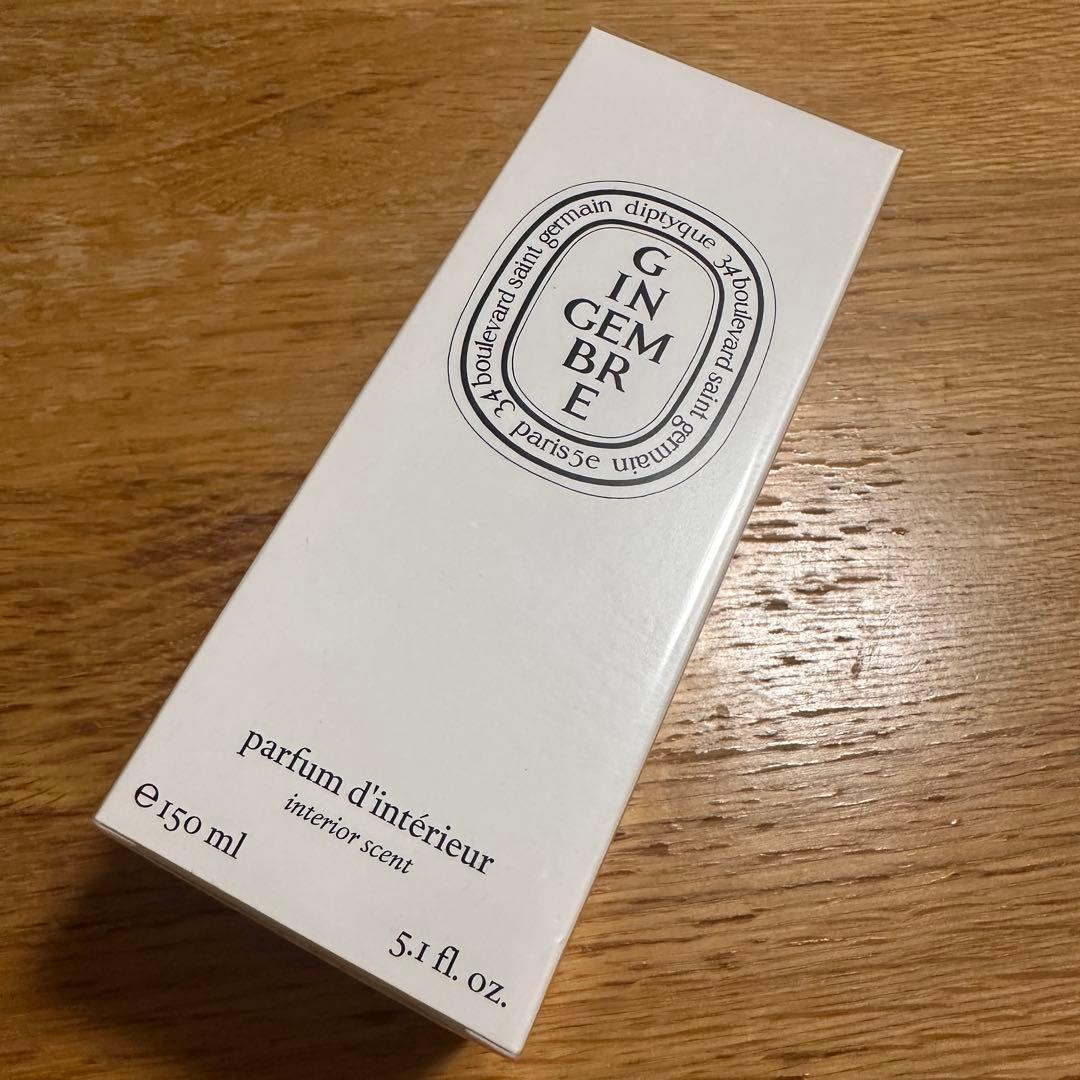 diptyque 34 boulevard saint germain paris 5e 34 boulevard saint germain
G
IN
GEM
BR
E
parfum d'intérieur
interior scent
e 150 ml
5.1 fl. oz.